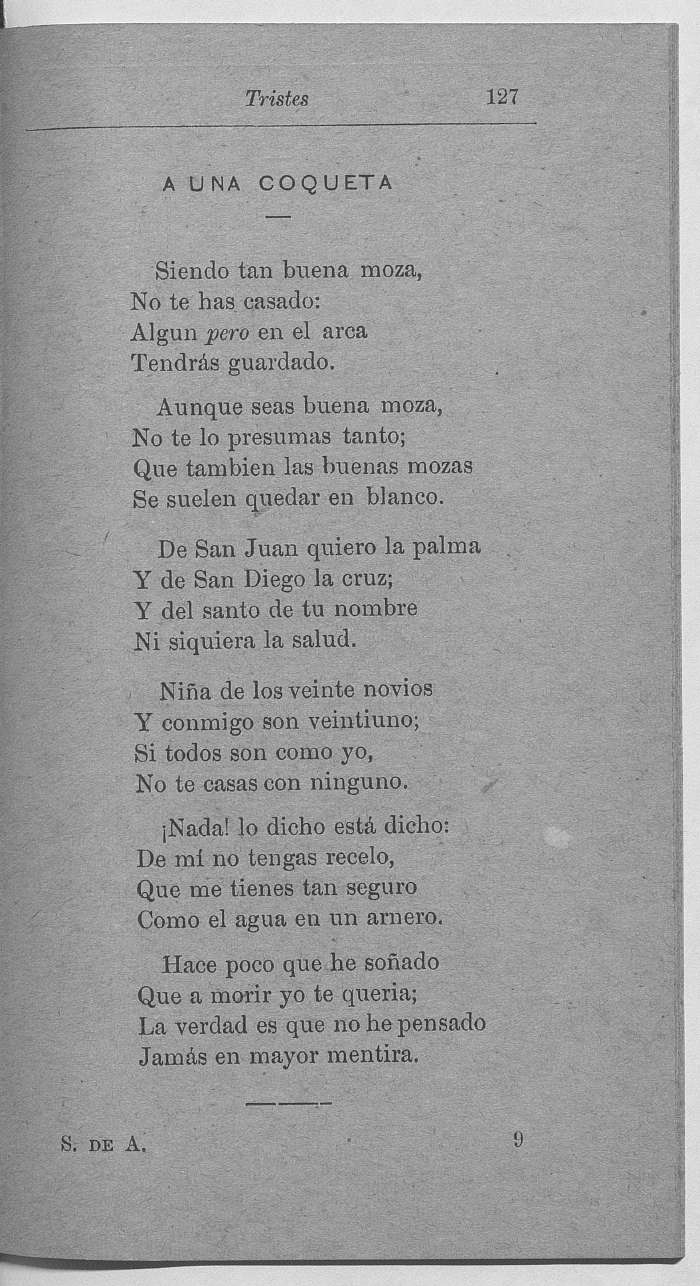 Tristes 127
A UNA COQUETA
Siendo tan buena moza,
No te has casado:
Algun pero en el arca
Tendrás guardado.
Aunque seas buena moza,
No te lo presumas tanto;
Que tambien las buenas mozas
Se suelen quedar en blanco.
De San Juan quiero la palma
Y de San Diego la cruz;
Y del santo de tu nombre
Ni siquiera la salud.
Niña de los veinte novios
Y conmigo son veintiuno;
Si todos son como yo,
No te casas con ninguno.
¡Nada! lo dicho está dicho:
De mí no tengas recelo,
Que me tienes tan seguro
Como el agua en un arnero.
Hace poco que he soñado
Que a morir yo te queria;
La verdad es que no he pensado
Jamás en mayor mentira.
S. DE A. 9